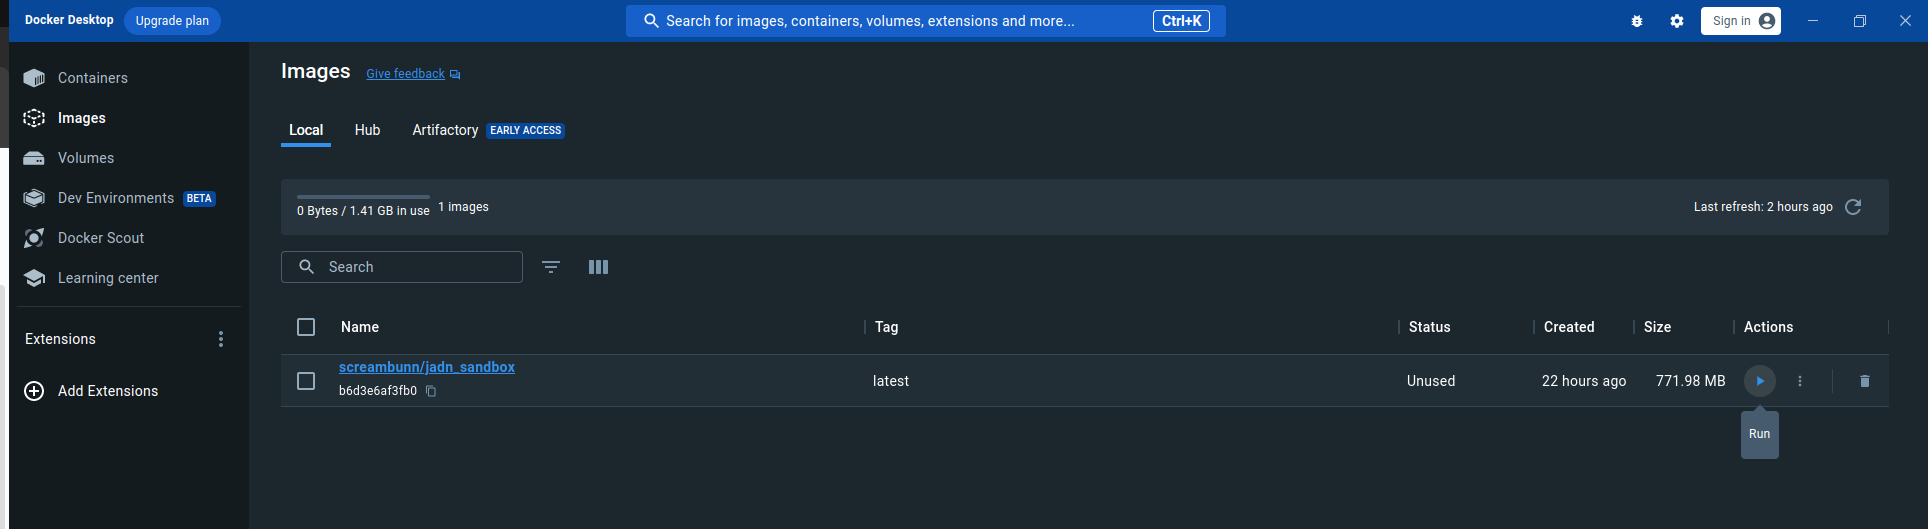 Docker Desktop Upgrade plan Search for images, containers, volumes, extensions and more... Ctrl+K Sign in
Containers
Images
Volumes
Dev Environments BETA
Docker Scout
Learning center
Extensions
Add Extensions
Images Give feedback
Local Hub Artifactory EARLY ACCESS
0 Bytes / 1.41 GB in use 1 images Last refresh: 2 hours ago
Search
Name Tag Status Created Size Actions
screambunn/jadn_sandbox
b6d3e6af3fb0
latest Unused 22 hours ago 771.98 MB
Run